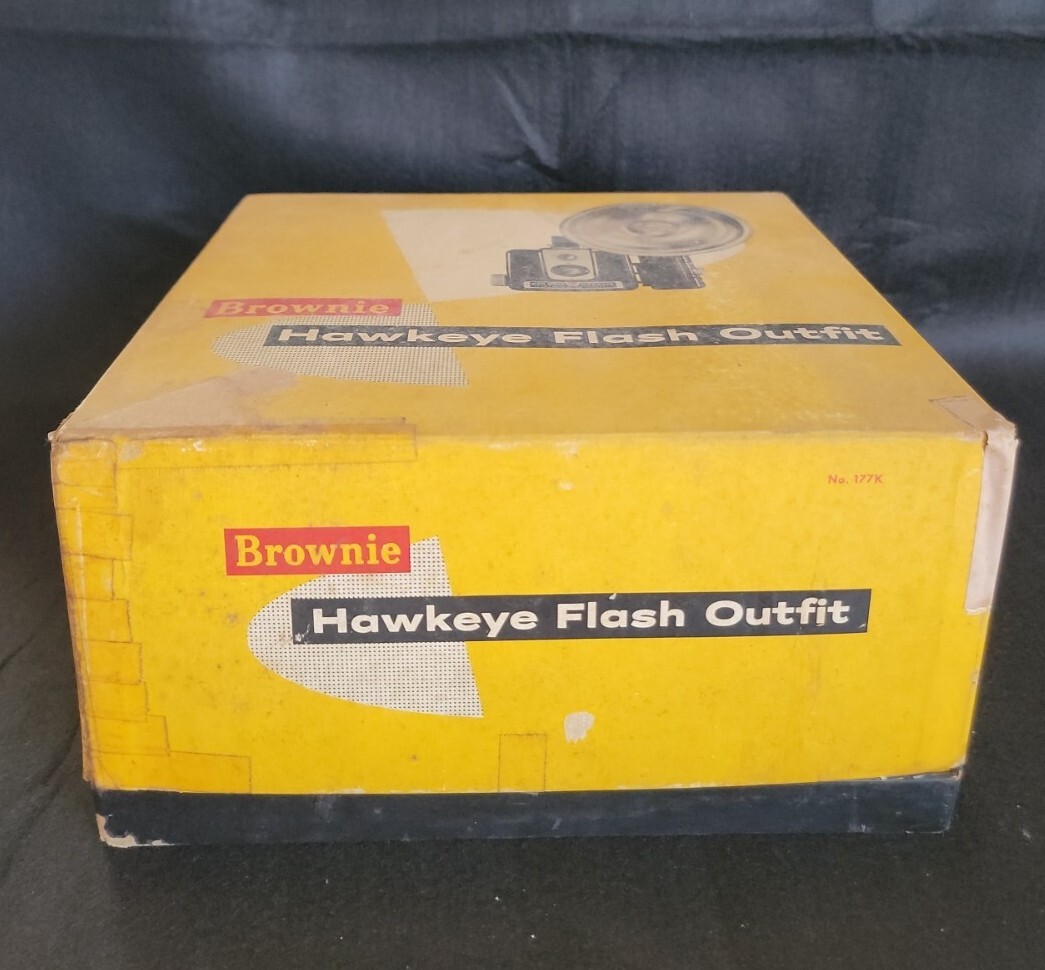 Brownie
Hawkeye Flash Outfit
No. 177K
Brownie
Hawkeye Flash Outfit